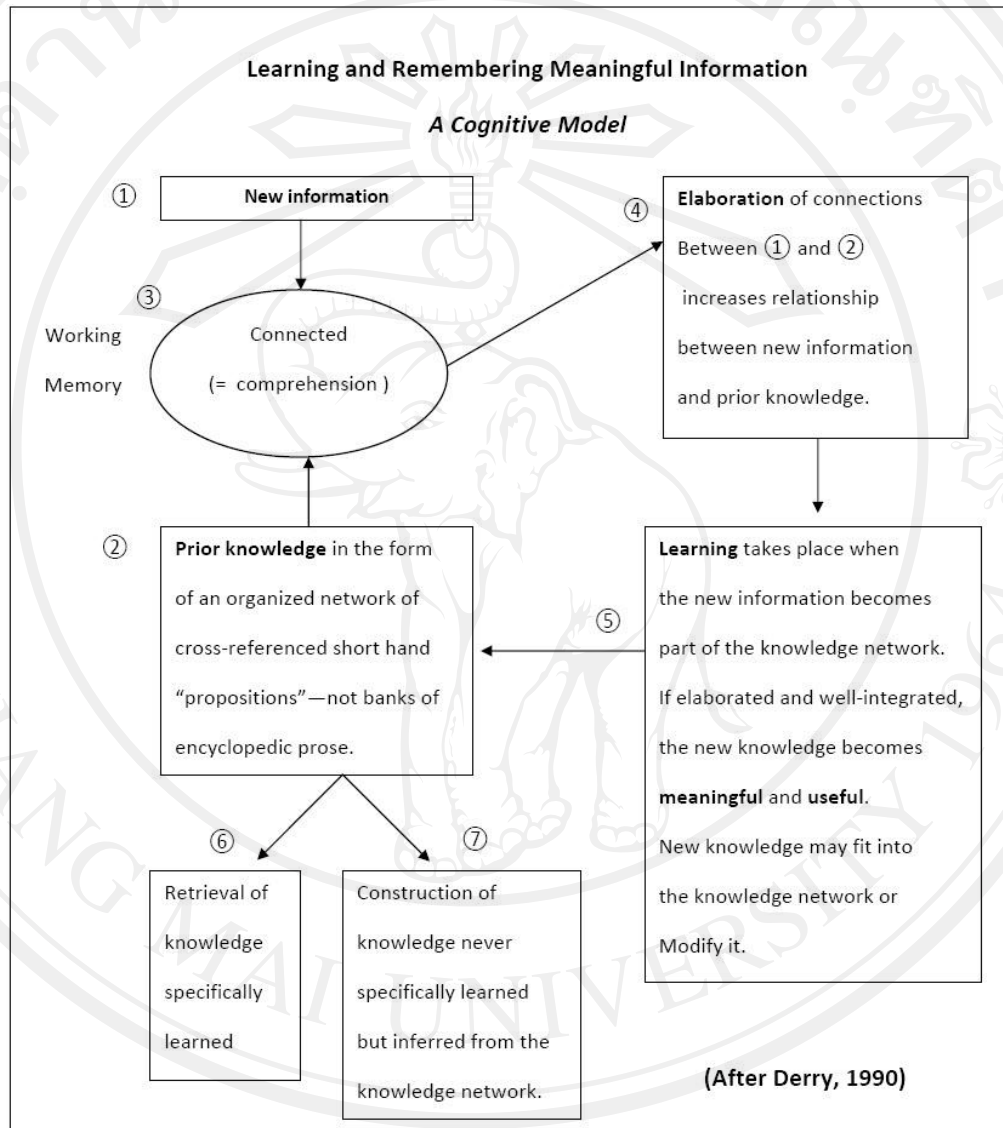 Learning and Remembering Meaningful Information
A Cognitive Model
①
New information
③
Working
Memory
Connected
(= comprehension )
④
Elaboration of connections
Between ① and ②
increases relationship
between new information
and prior knowledge.
②
Prior knowledge in the form
of an organized network of
cross-referenced short hand
“propositions”—not banks of
encyclopedic prose.
⑤
Learning takes place when
the new information becomes
part of the knowledge network.
If elaborated and well-integrated,
the new knowledge becomes
meaningful and useful.
New knowledge may fit into
the knowledge network or
Modify it.
⑥
Retrieval of
knowledge
specifically
learned
⑦
Construction of
knowledge never
specifically learned
but inferred from the
knowledge network.
(After Derry, 1990)
MAI UNIVERSITY